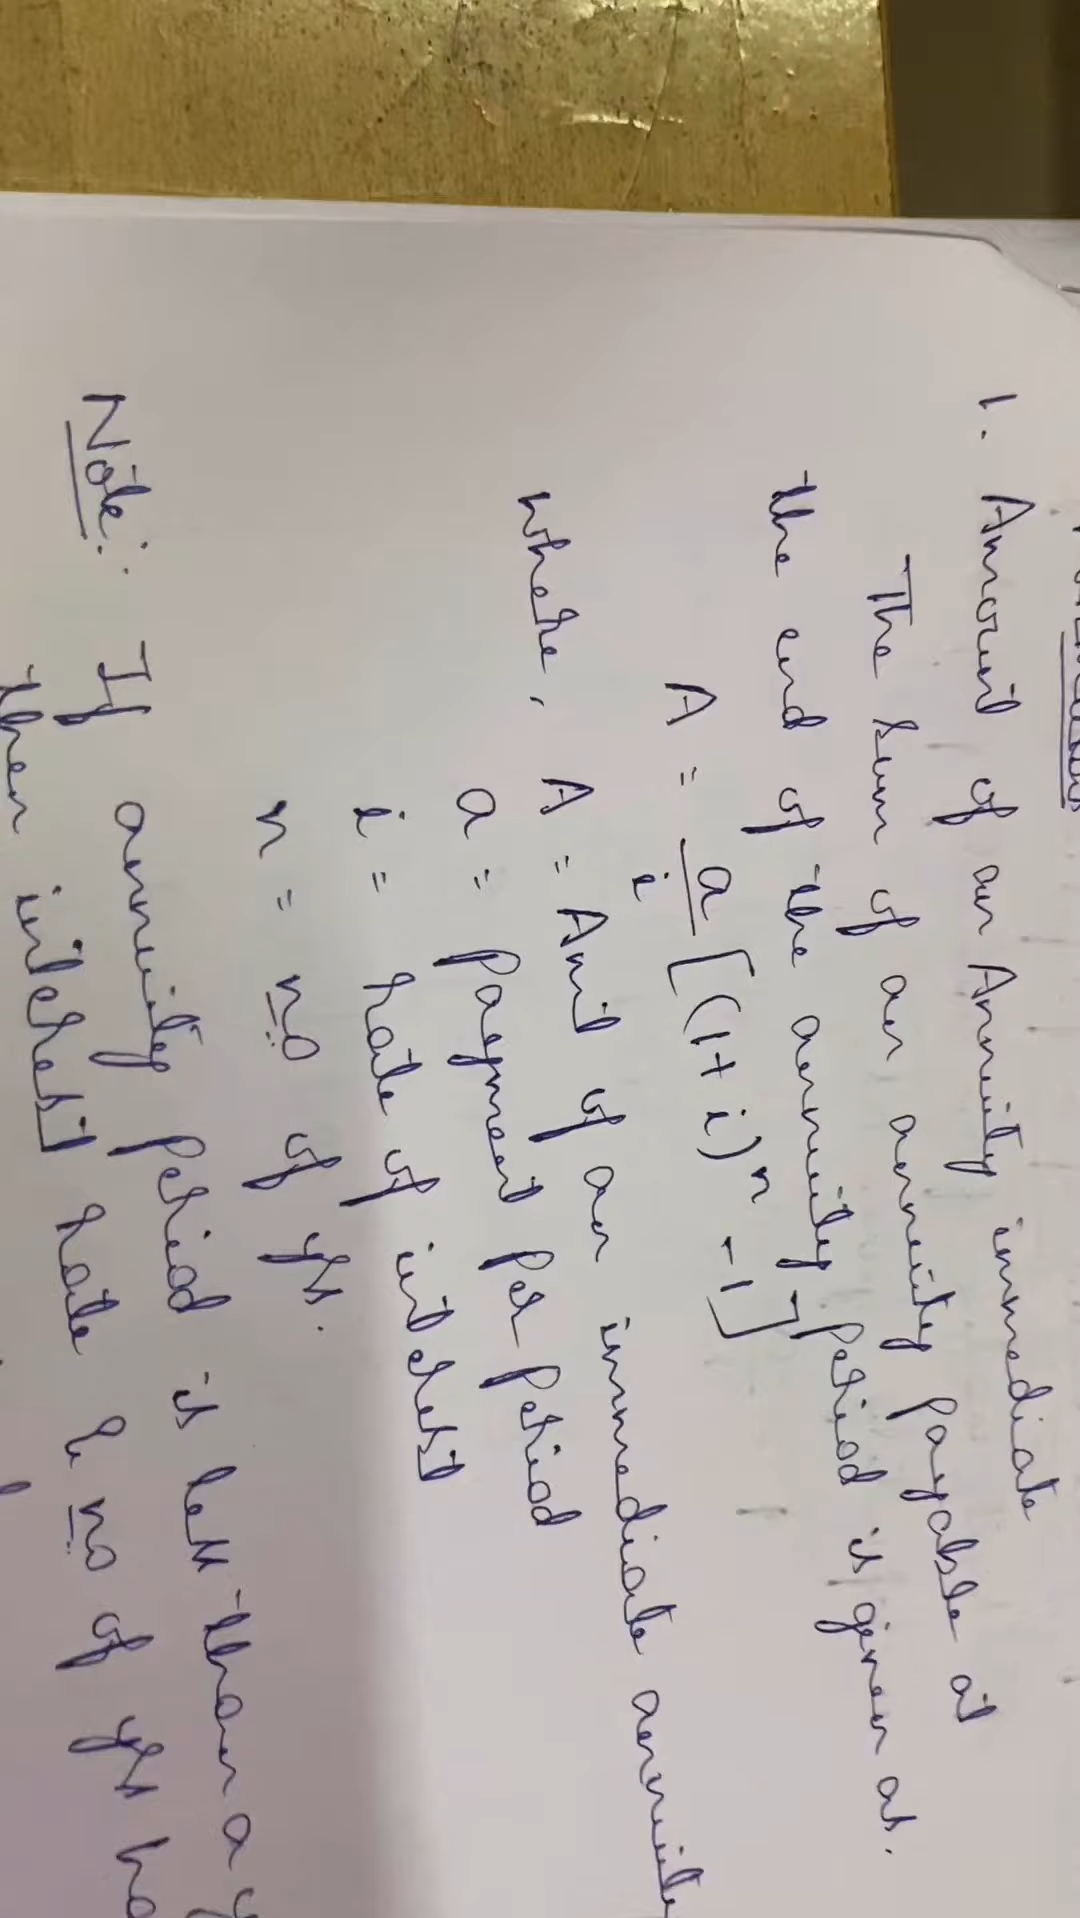 1. Amount of an Annuity immediate
The sum of an annuity payable at
the end of the annuity period is given as.
A = a/i [(1+i)^n -1]
where, A = Amt of an immediate annuity
a = payment per period
i = rate of interest
n = no of yrs.
Note: If annuity period is less than a
then interest rate & no of yrs